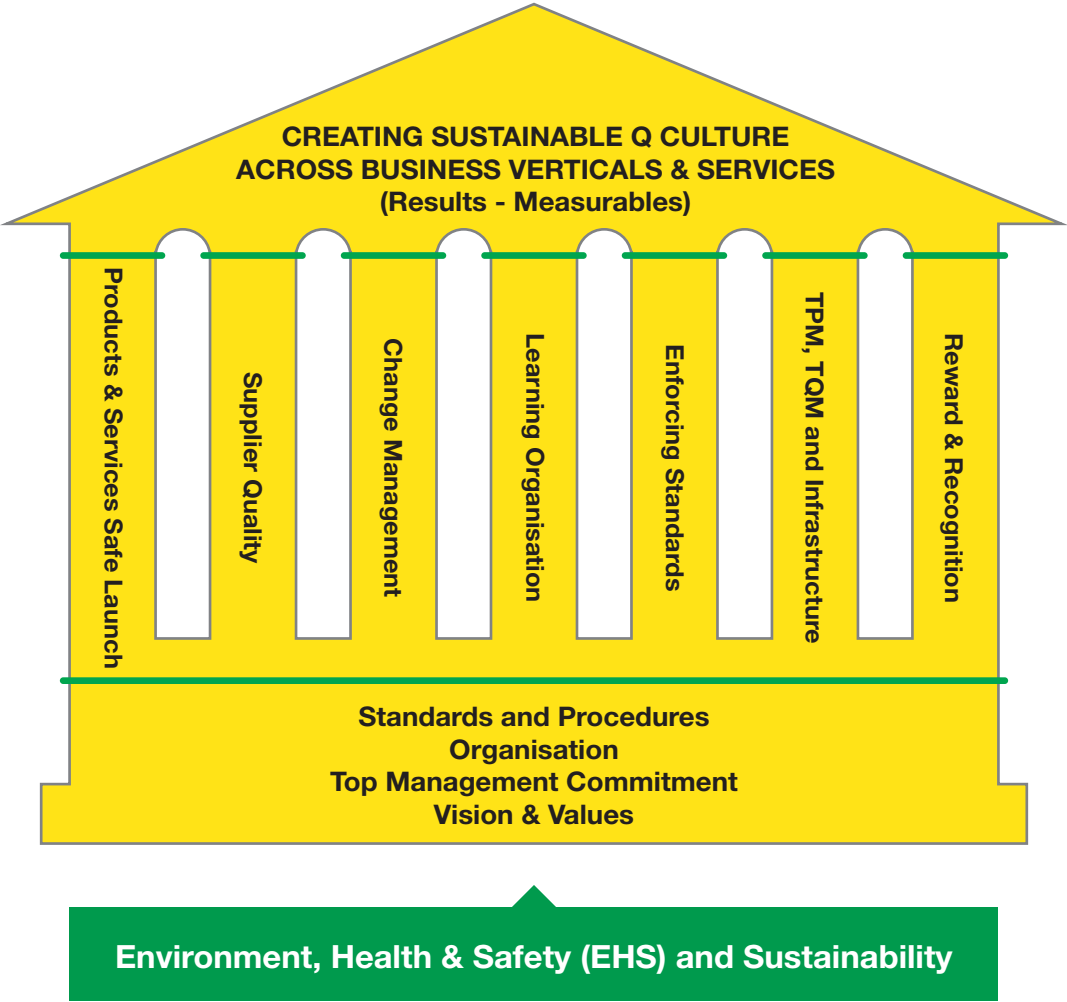 CREATING SUSTAINABLE Q CULTURE
ACROSS BUSINESS VERTICALS & SERVICES
(Results - Measurables)
Products & Services Safe Launch
Supplier Quality
Change Management
Learning Organisation
Enforcing Standards
TPM, TQM and Infrastructure
Reward & Recognition
Standards and Procedures
Organisation
Top Management Commitment
Vision & Values
Environment, Health & Safety (EHS) and Sustainability